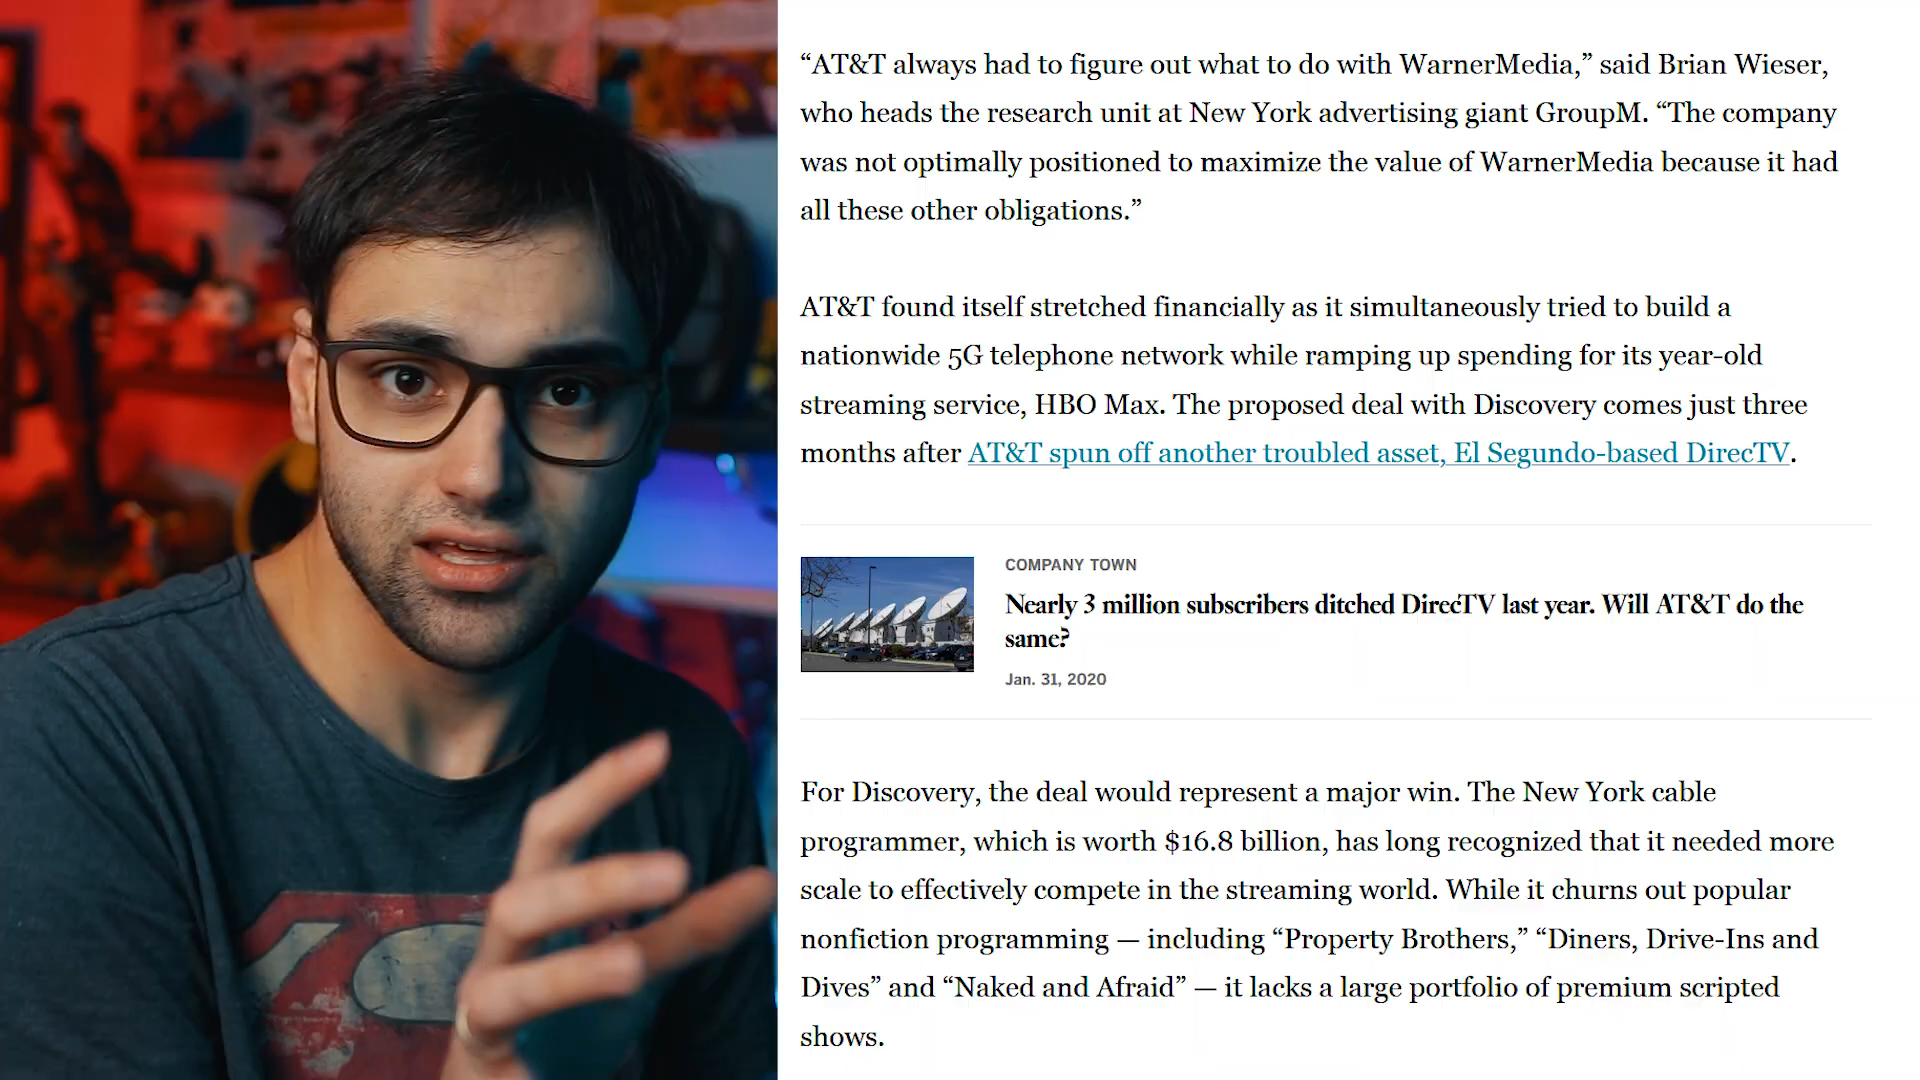 “AT&T always had to figure out what to do with WarnerMedia,” said Brian Wieser,
who heads the research unit at New York advertising giant GroupM. “The company
was not optimally positioned to maximize the value of WarnerMedia because it had
all these other obligations.”
AT&T found itself stretched financially as it simultaneously tried to build a
nationwide 5G telephone network while ramping up spending for its year-old
streaming service, HBO Max. The proposed deal with Discovery comes just three
months after AT&T spun off another troubled asset, El Segundo-based DirecTV.
COMPANY TOWN
Nearly 3 million subscribers ditched DirecTV last year. Will AT&T do the
same?
Jan. 31, 2020
For Discovery, the deal would represent a major win. The New York cable
programmer, which is worth $16.8 billion, has long recognized that it needed more
scale to effectively compete in the streaming world. While it churns out popular
nonfiction programming — including “Property Brothers,” “Diners, Drive-Ins and
Dives” and “Naked and Afraid” — it lacks a large portfolio of premium scripted
shows.